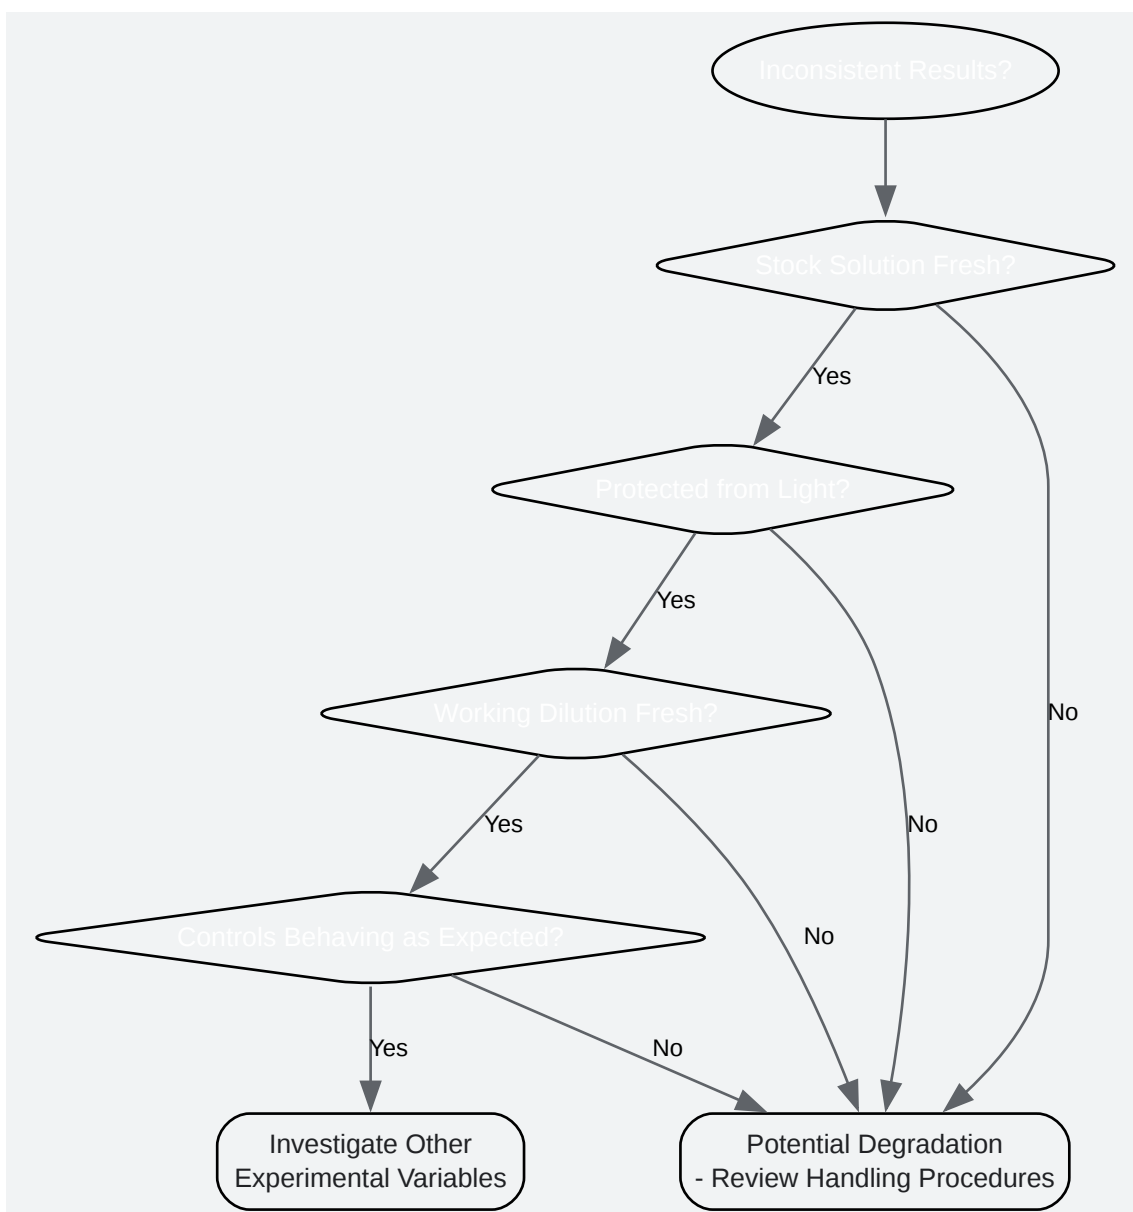 Inconsistent Results?
Stock Solution Fresh?
Yes
Protected from Light?
Yes
Working Dilution Fresh?
No
Yes
No
Controls Behaving as Expected?
No
Yes
No
Investigate Other
Experimental Variables
Potential Degradation
- Review Handling Procedures